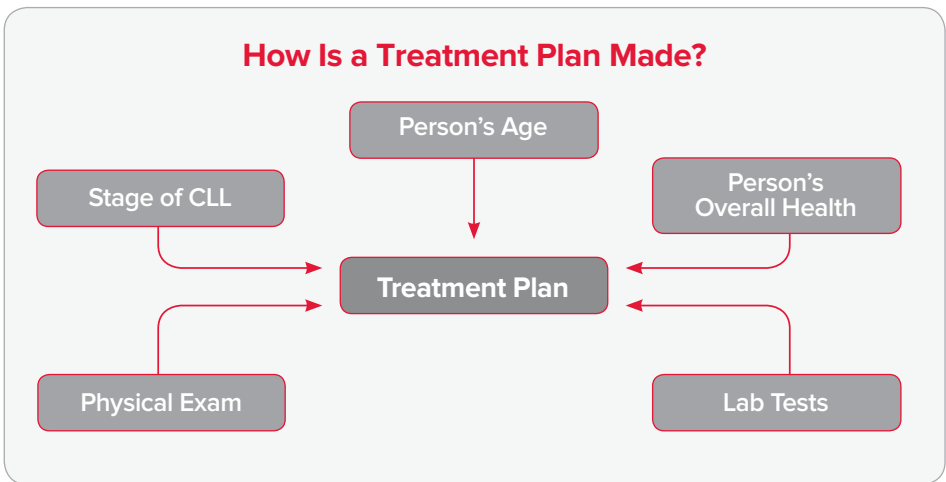 How Is a Treatment Plan Made?
Person’s Age
Stage of CLL
Person’s
Overall Health
Treatment Plan
Physical Exam
Lab Tests